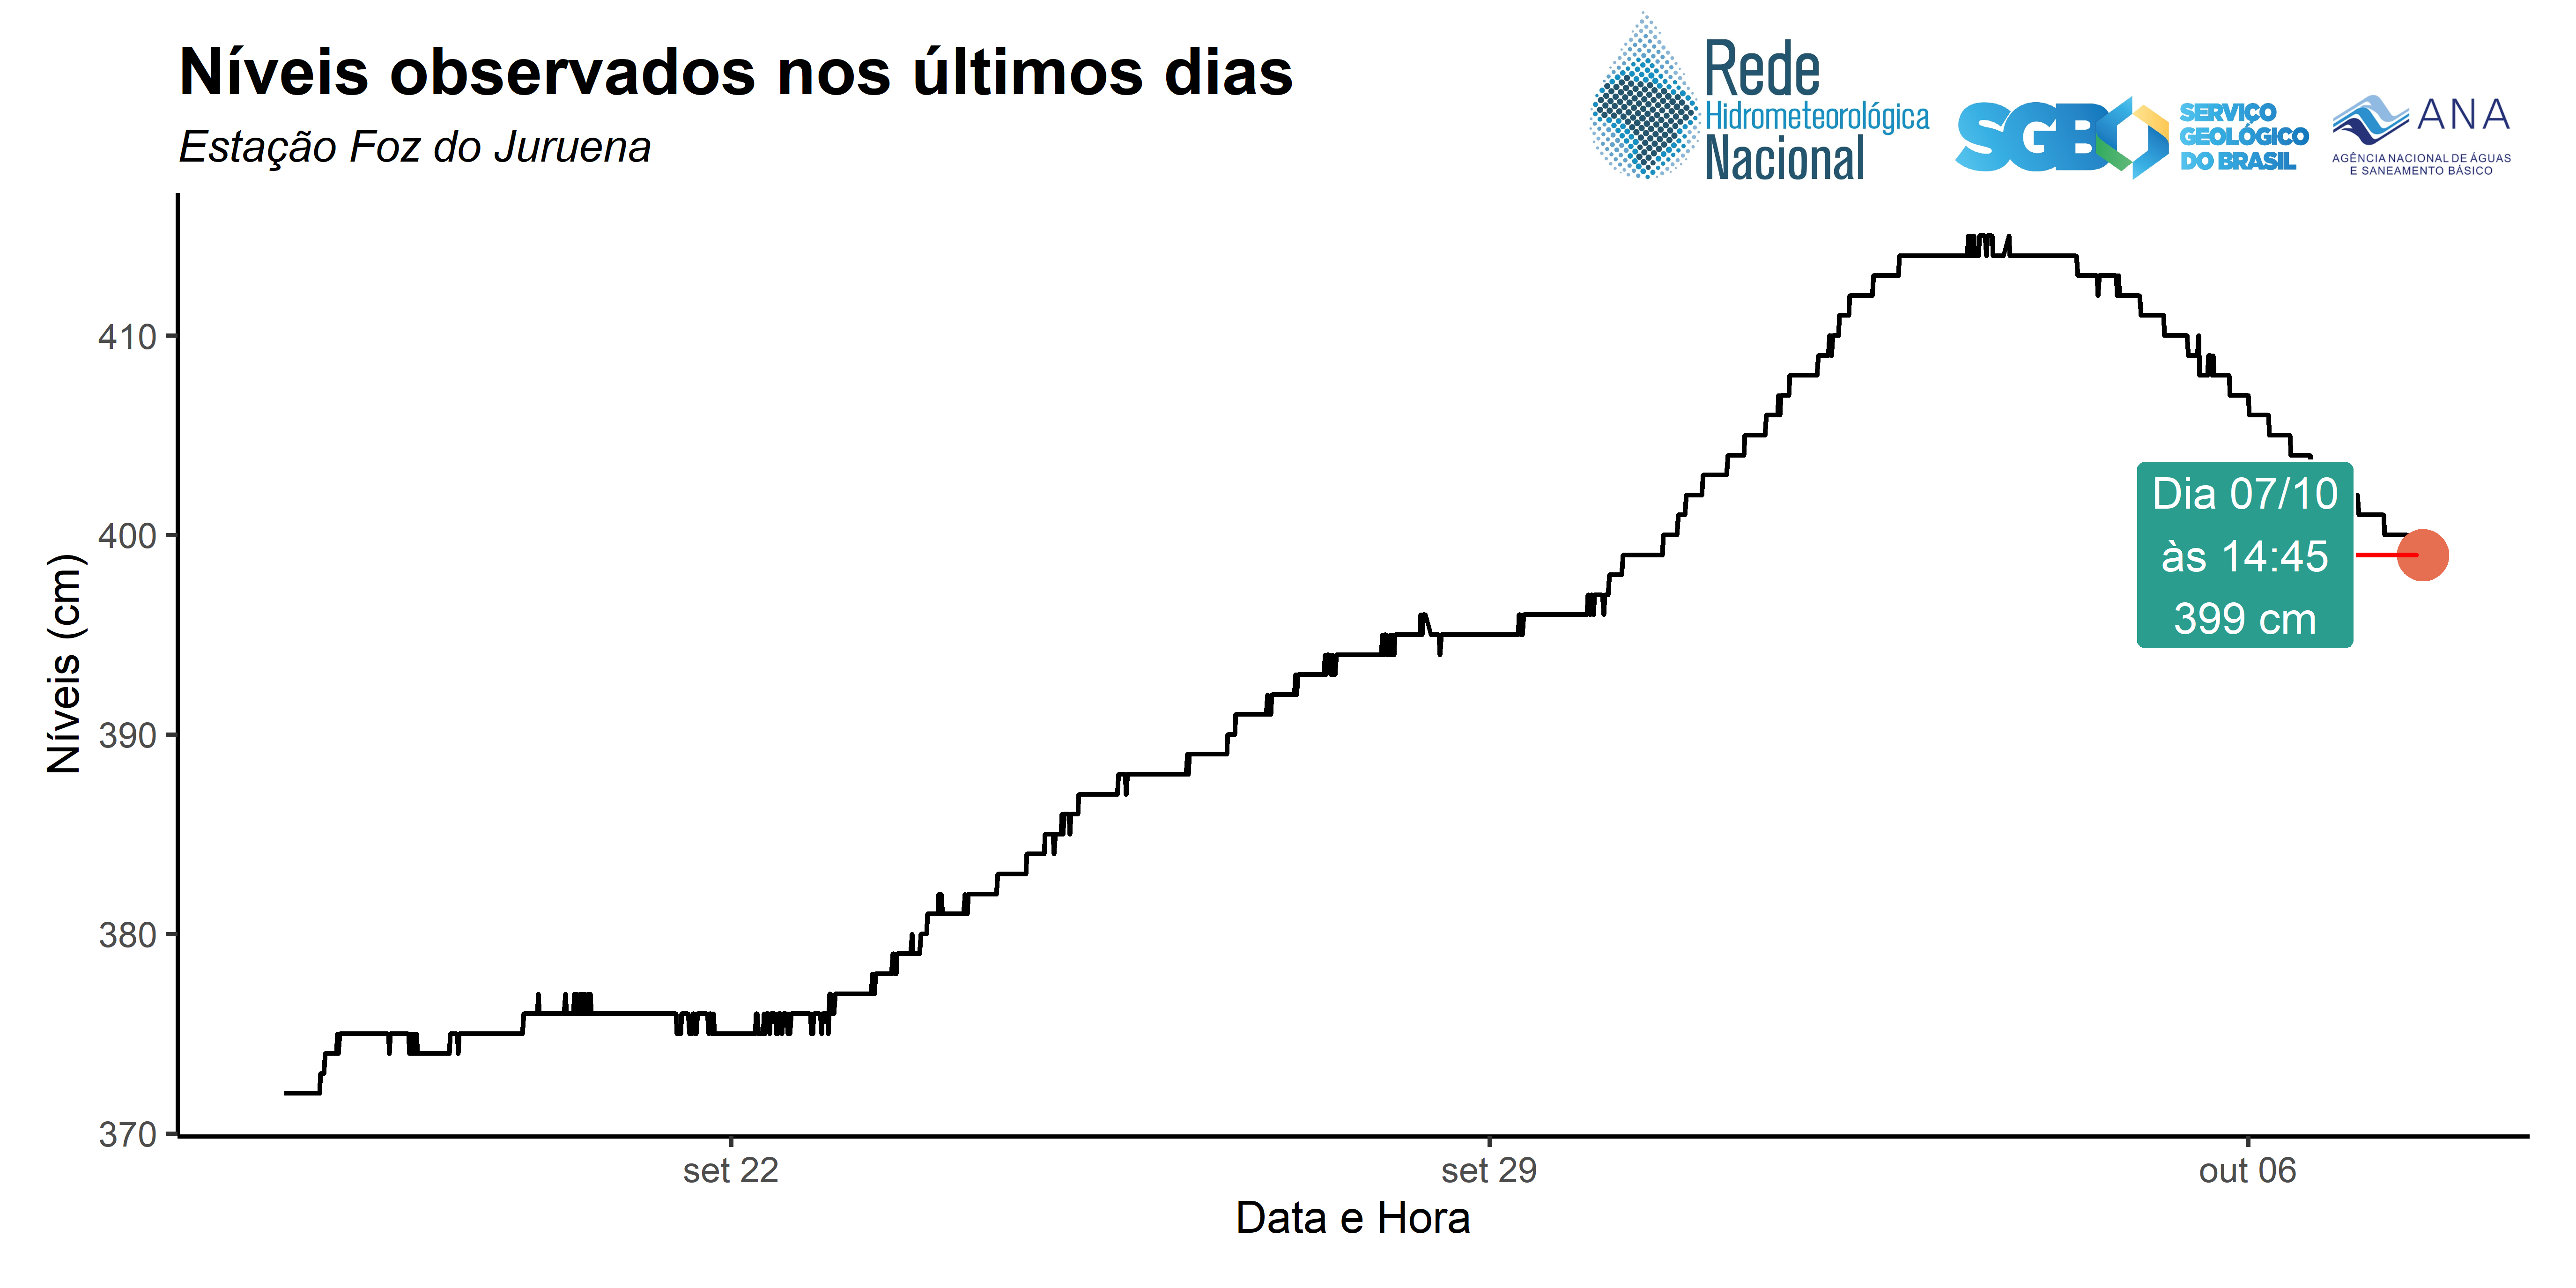 Níveis observados nos últimos dias
Estação Foz do Juruena
Rede
Hidrometeorológica
Nacional
SGB
SERVIÇO
GEOLÓGICO
DO BRASIL
ANA
AGÊNCIA NACIONAL DE ÁGUAS
E SANEAMENTO BÁSICO
Níveis (cm)
410
400
390
380
370
Dia 07/10
às 14:45
399 cm
set 22
set 29
out 06
Data e Hora